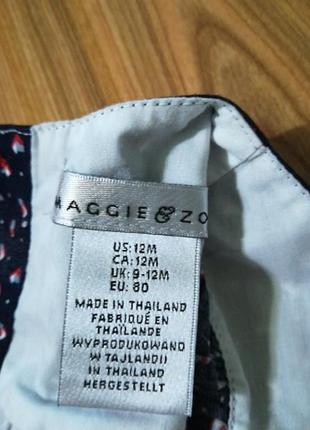 MAGGIE & ZO
US: 12M
CA: 12M
UK: 9-12M
EU: 80
MADE IN THAILAND
FABRIQUÉ EN
THAÏLANDE
WYPRODUKOWANO
W TAJLANDII
IN THAILAND
HERGESTELLT